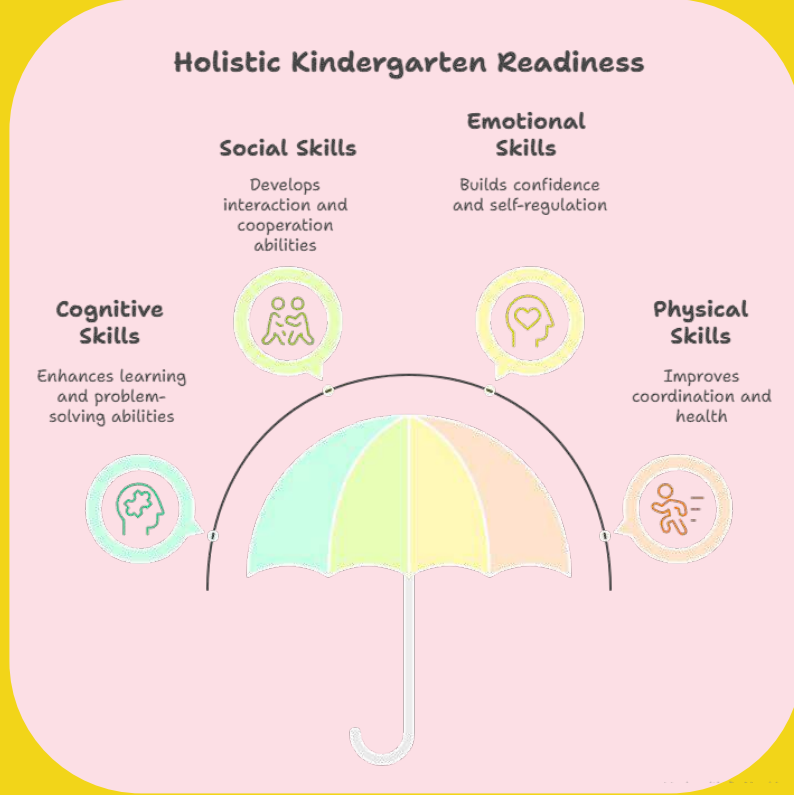 Holistic Kindergarten Readiness
Social Skills
Develops
interaction and
cooperation
abilities
Emotional
Skills
Builds confidence
and self-regulation
Cognitive
Skills
Enhances learning
and problem-
solving abilities
Physical
Skills
Improves
coordination and
health